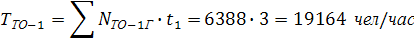 T_{ТО−1} = ∑ N_{ТО−1Г} · t_1 = 6388 · 3 = 19164 чел/час